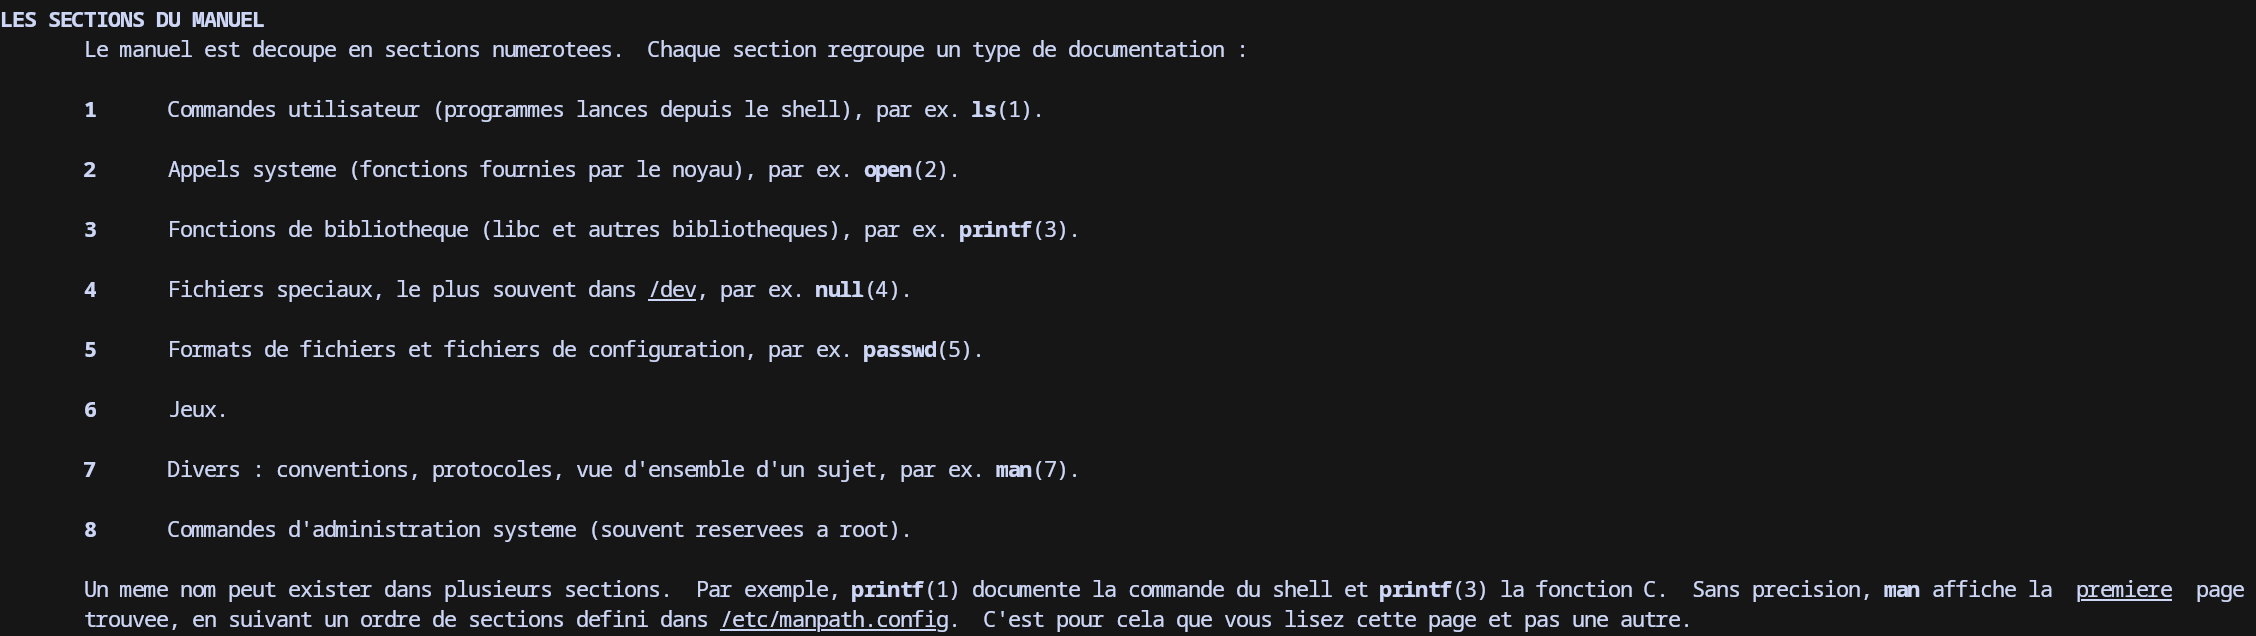 LES SECTIONS DU MANUEL
Le manuel est decoupe en sections numerotees.  Chaque section regroupe un type de documentation :
1      Commandes utilisateur (programmes lances depuis le shell), par ex. ls(1).
2      Appels systeme (fonctions fournies par le noyau), par ex. open(2).
3      Fonctions de bibliotheque (libc et autres bibliotheques), par ex. printf(3).
4      Fichiers speciaux, le plus souvent dans /dev, par ex. null(4).
5      Formats de fichiers et fichiers de configuration, par ex. passwd(5).
6      Jeux.
7      Divers : conventions, protocoles, vue d'ensemble d'un sujet, par ex. man(7).
8      Commandes d'administration systeme (souvent reservees a root).
Un meme nom peut exister dans plusieurs sections.  Par exemple, printf(1) documente la commande du shell et printf(3) la fonction C.  Sans precision, man affiche la  premiere  page
trouvee, en suivant un ordre de sections defini dans /etc/manpath.config.  C'est pour cela que vous lisez cette page et pas une autre.